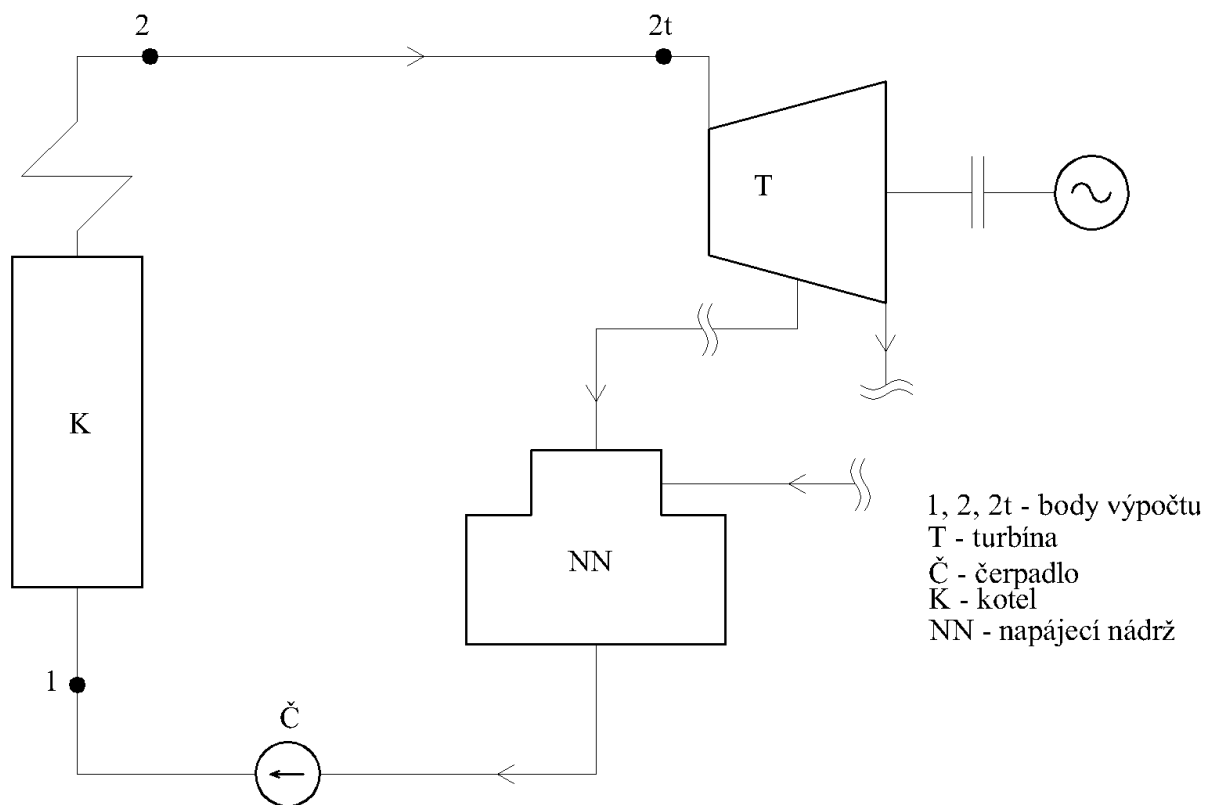 2
2t
T
K
NN
1
Č
1, 2, 2t - body výpočtu
T - turbína
Č - čerpadlo
K - kotel
NN - napájecí nádrž